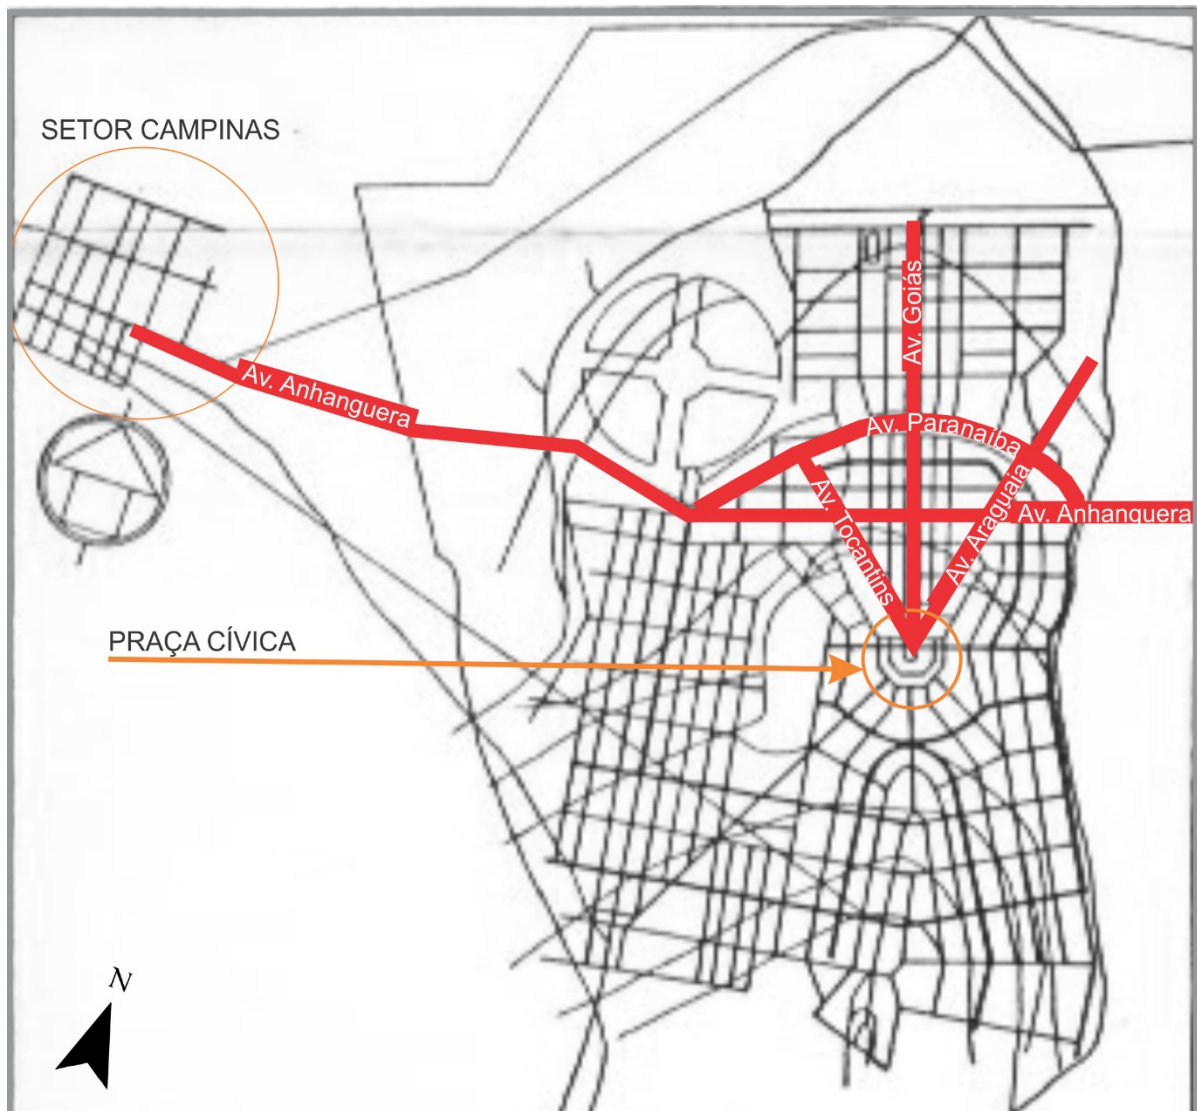 SETOR CAMPINAS
Av. Goiás
Av. Anhanguera
Av. Paranaíba
Av. Tocantins
Av. Araguaia
Av. Anhanguera
PRAÇA CÍVICA
N